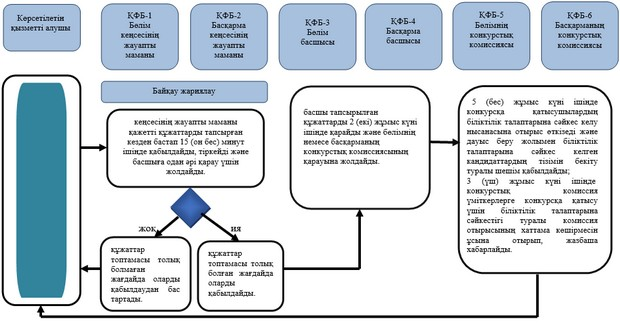 Көрсетілетін
қызметті алушы
ҚФБ-1
Бөлім
кеңсесінің
жауапты
маманы
ҚФБ-2
Басқарма
кеңсесінің
жауапты
маманы
ҚФБ-3
Бөлім
басшысы
ҚФБ-4
Басқарма
басшысы
ҚФБ-5
Бөлімнің
конкурстық
комиссиясы
ҚФБ-6
Басқарманың
конкурстық
комиссиясы
Байқау жариялау
кеңсесінің жауапты маманы
қажетті құжаттарды тапсырған
кезден бастап 15 (он бес) минут
ішінде қабылдайды, тіркейді және
басшыға одан әрі қарау үшін
жолдайды.
жоқ
ия
құжаттар
топтамасы толық
болмаған
жағдайда оларды
қабылдаудан бас
тартады.
құжаттар
топтамасы толық
болған жағдайда
оларды
қабылдайды.
басшы тапсырылған
құжаттарды 2 (екі) жұмыс күні
ішінде қарайды және бөлімнің
немесе басқарманың
конкурстық комиссиясының
қарауына жолдайды.
5 (бес) жұмыс күні ішінде
конкурсқа қатысушылардың
біліктілік талаптарына сәйкес келу
нысанасына отырыс өткізеді және
дауыс беру жолымен біліктілік
талаптарына сәйкес келген
кандидаттардың тізімін бекіту
туралы шешім қабылдайды;
3 (үш) жұмыс күні ішінде
конкурстық комиссия
үміткерлерге конкурсқа қатысу
үшін біліктілік талаптарына
сәйкестігі туралы комиссия
отырысының хаттама көшірмесін
ұсына отырып, жазбаша
хабарлайды.